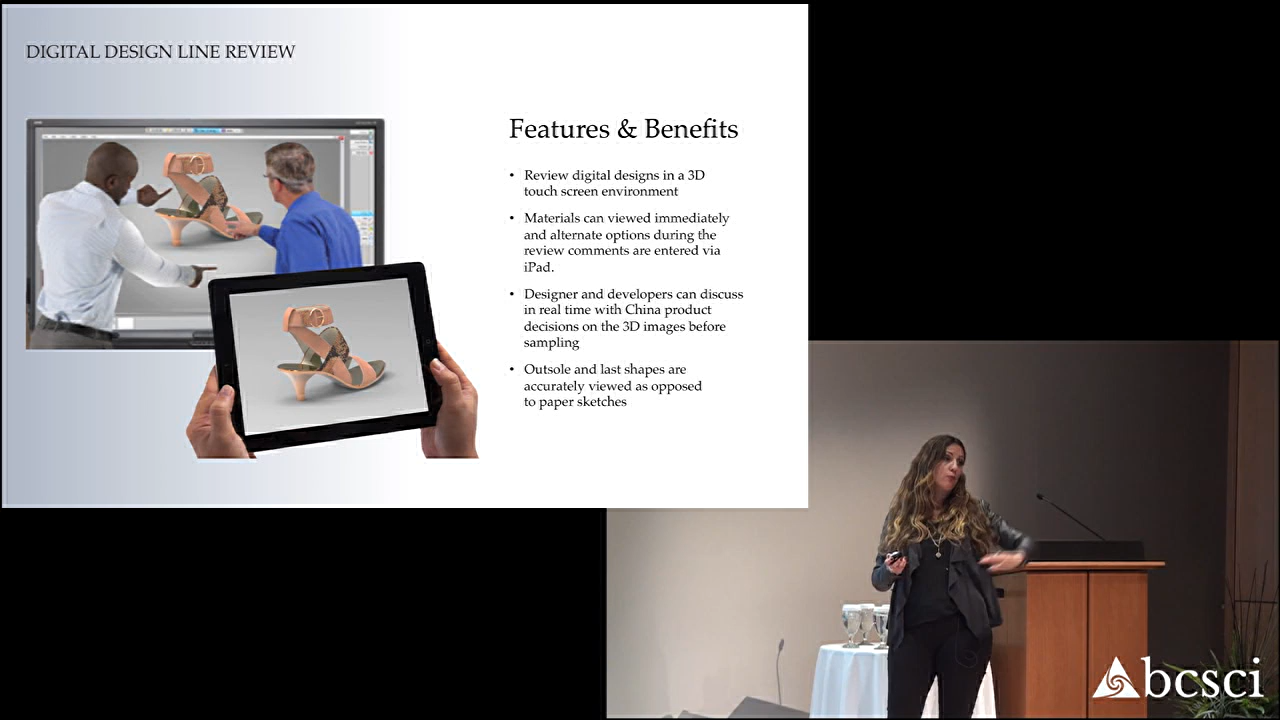 DIGITAL DESIGN LINE REVIEW
Features & Benefits
• Review digital designs in a 3D
touch screen environment
• Materials can viewed immediately
and alternate options during the
review comments are entered via
iPad.
• Designer and developers can discuss
in real time with China product
decisions on the 3D images before
sampling
• Outsole and last shapes are
accurately viewed as opposed
to paper sketches
bcsci